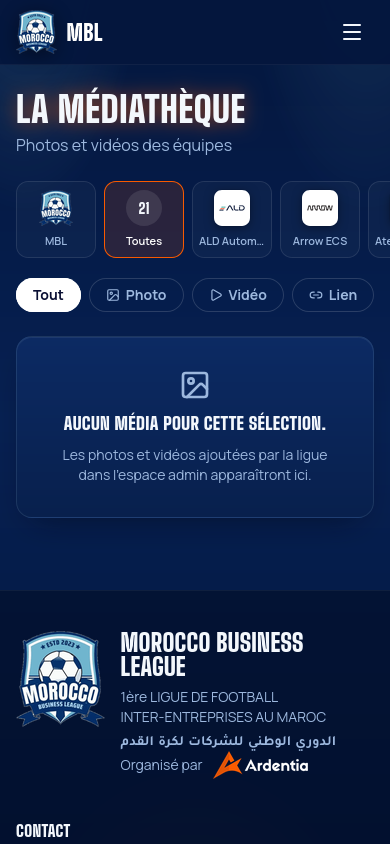 MOROCCO
MBL
LA MÉDIATHÈQUE
Photos et vidéos des équipes
MOROCCO
21
ALD
ARROW
MBL
Toutes
ALD Autom...
Arrow ECS
Ate
Tout
Photo
Vidéo
Lien
AUCUN MÉDIA POUR CETTE SÉLECTION.
Les photos et vidéos ajoutées par la ligue
dans l'espace admin apparaîtront ici.
ESTD 2023
MOROCCO
BUSINESS LEAGUE
MOROCCO BUSINESS
LEAGUE
1ère LIGUE DE FOOTBALL
INTER-ENTREPRISES AU MAROC
الدوري الوطني للشركات لكرة القدم
Organisé par
Ardentia
CONTACT